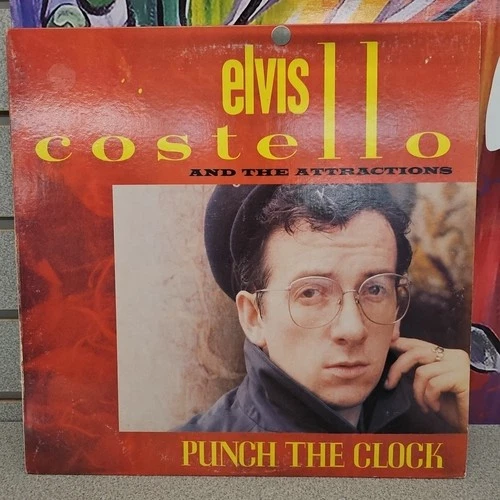 elvis
costello
AND THE ATTRACTIONS
PUNCH THE CLOCK